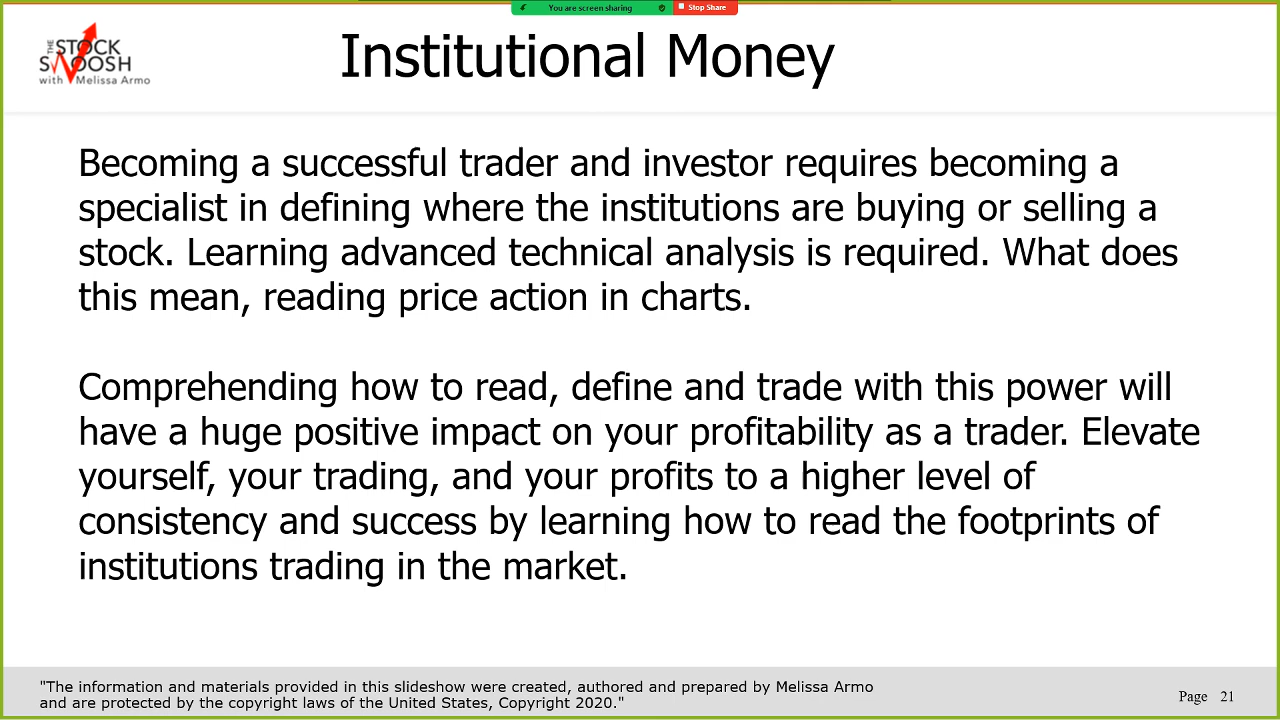 You are screen sharing
Stop Share
THE STOCK
SWOOSH
with Melissa Armo
Institutional Money
Becoming a successful trader and investor requires becoming a
specialist in defining where the institutions are buying or selling a
stock. Learning advanced technical analysis is required. What does
this mean, reading price action in charts.
Comprehending how to read, define and trade with this power will
have a huge positive impact on your profitability as a trader. Elevate
yourself, your trading, and your profits to a higher level of
consistency and success by learning how to read the footprints of
institutions trading in the market.
"The information and materials provided in this slideshow were created, authored and prepared by Melissa Armo
and are protected by the copyright laws of the United States, Copyright 2020."
Page 21